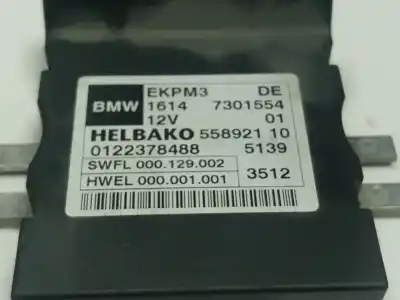 BMW EKPM3 DE
1614 7301554
12V 01
HELBAKO 558921 10
0122378488 5139
SWFL 000.129.002
HWEL 000.001.001 3512